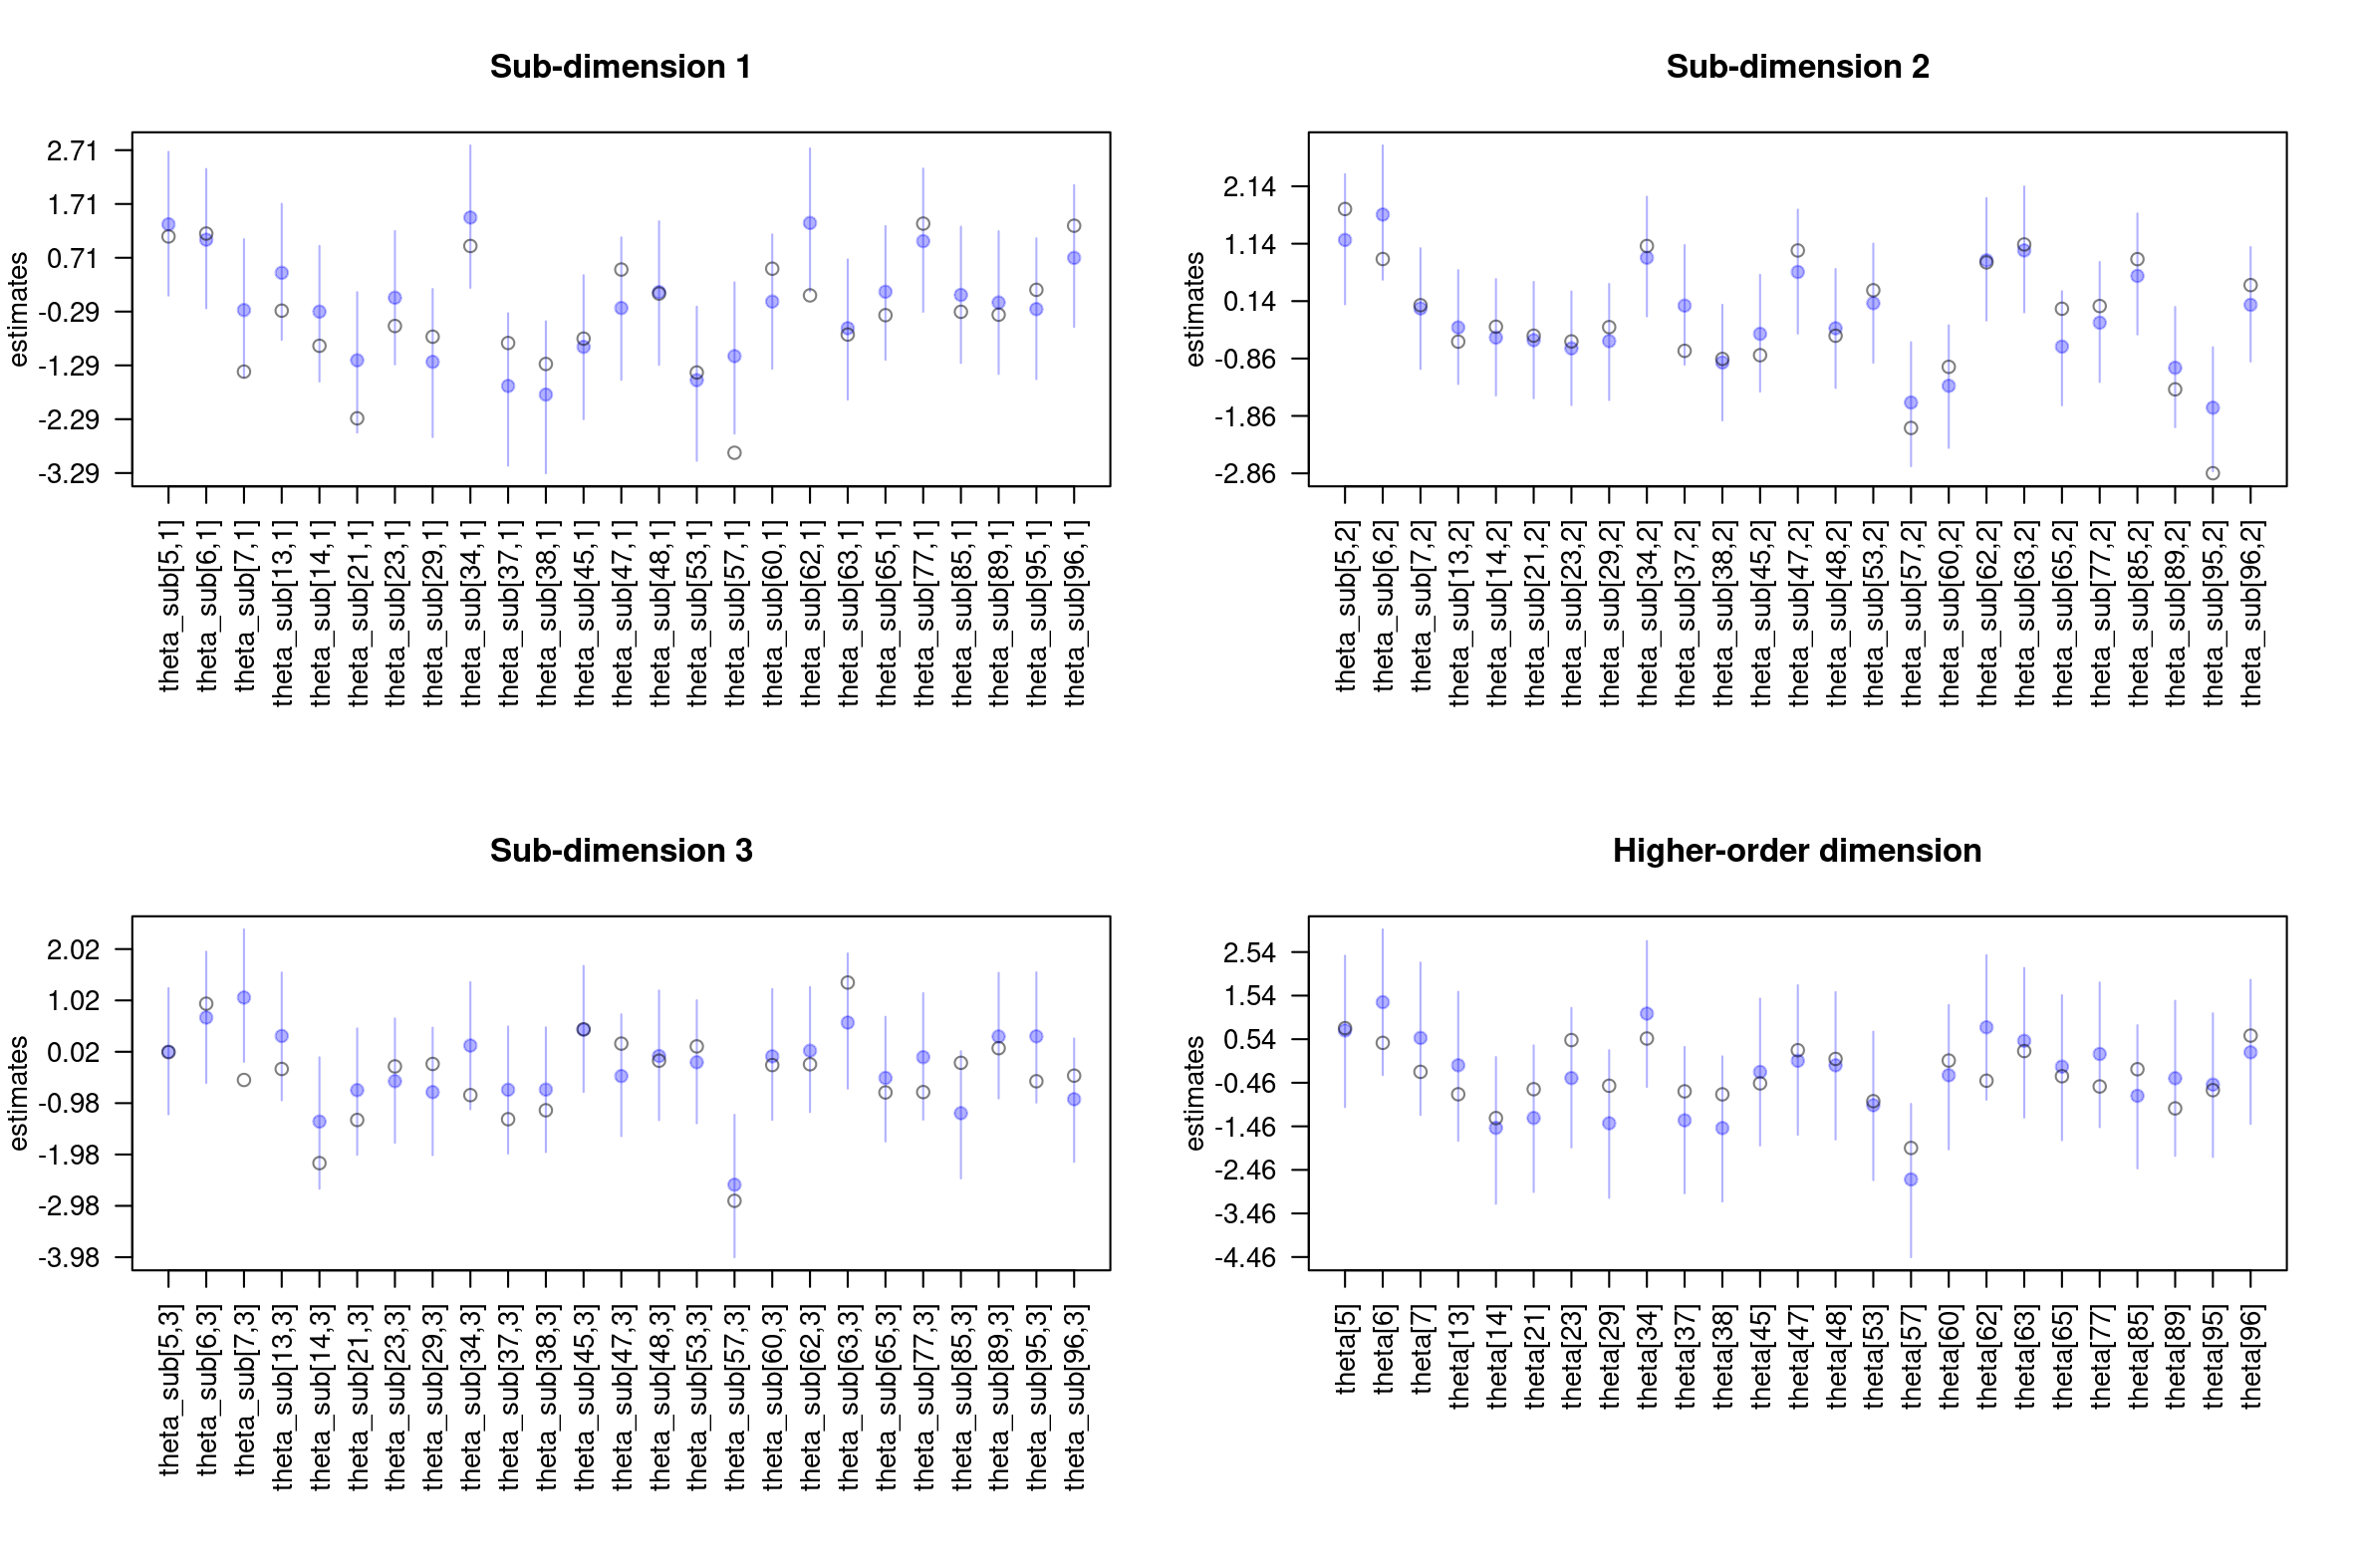 Sub-dimension 1
estimates
2.71
1.71
0.71
-0.29
-1.29
-2.29
-3.29
theta_sub[5,1]
theta_sub[6,1]
theta_sub[7,1]
theta_sub[13,1]
theta_sub[14,1]
theta_sub[21,1]
theta_sub[23,1]
theta_sub[29,1]
theta_sub[34,1]
theta_sub[37,1]
theta_sub[38,1]
theta_sub[45,1]
theta_sub[47,1]
theta_sub[48,1]
theta_sub[53,1]
theta_sub[57,1]
theta_sub[60,1]
theta_sub[62,1]
theta_sub[63,1]
theta_sub[65,1]
theta_sub[77,1]
theta_sub[85,1]
theta_sub[89,1]
theta_sub[95,1]
theta_sub[96,1]
Sub-dimension 2
estimates
2.14
1.14
0.14
-0.86
-1.86
-2.86
theta_sub[5,2]
theta_sub[6,2]
theta_sub[7,2]
theta_sub[13,2]
theta_sub[14,2]
theta_sub[21,2]
theta_sub[23,2]
theta_sub[29,2]
theta_sub[34,2]
theta_sub[37,2]
theta_sub[38,2]
theta_sub[45,2]
theta_sub[47,2]
theta_sub[48,2]
theta_sub[53,2]
theta_sub[57,2]
theta_sub[60,2]
theta_sub[62,2]
theta_sub[63,2]
theta_sub[65,2]
theta_sub[77,2]
theta_sub[85,2]
theta_sub[89,2]
theta_sub[95,2]
theta_sub[96,2]
Sub-dimension 3
estimates
2.02
1.02
0.02
-0.98
-1.98
-2.98
-3.98
theta_sub[5,3]
theta_sub[6,3]
theta_sub[7,3]
theta_sub[13,3]
theta_sub[14,3]
theta_sub[21,3]
theta_sub[23,3]
theta_sub[29,3]
theta_sub[34,3]
theta_sub[37,3]
theta_sub[38,3]
theta_sub[45,3]
theta_sub[47,3]
theta_sub[48,3]
theta_sub[53,3]
theta_sub[57,3]
theta_sub[60,3]
theta_sub[62,3]
theta_sub[63,3]
theta_sub[65,3]
theta_sub[77,3]
theta_sub[85,3]
theta_sub[89,3]
theta_sub[95,3]
theta_sub[96,3]
Higher-order dimension
estimates
2.54
1.54
0.54
-0.46
-1.46
-2.46
-3.46
-4.46
theta[5]
theta[6]
theta[7]
theta[13]
theta[14]
theta[21]
theta[23]
theta[29]
theta[34]
theta[37]
theta[38]
theta[45]
theta[47]
theta[48]
theta[53]
theta[57]
theta[60]
theta[62]
theta[63]
theta[65]
theta[77]
theta[85]
theta[89]
theta[95]
theta[96]